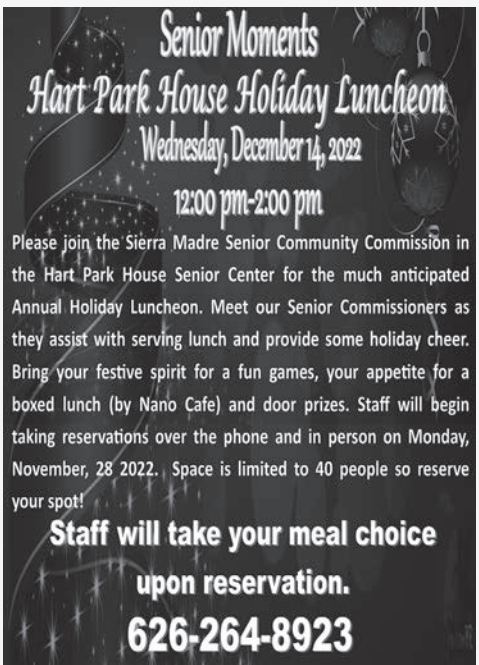 Senior Moments
Hart Park House Holiday Luncheon
Wednesday, December 14, 2022
12:00 pm-2:00 pm
Please join the Sierra Madre Senior Community Commission in
the Hart Park House Senior Center for the much anticipated
Annual Holiday Luncheon. Meet our Senior Commissioners as
they assist with serving lunch and provide some holiday cheer.
Bring your festive spirit for a fun games, your appetite for a
boxed lunch (by Nano Cafe) and door prizes. Staff will begin
taking reservations over the phone and in person on Monday,
November, 28 2022. Space is limited to 40 people so reserve
your spot!
Staff will take your meal choice
upon reservation.
626-264-8923